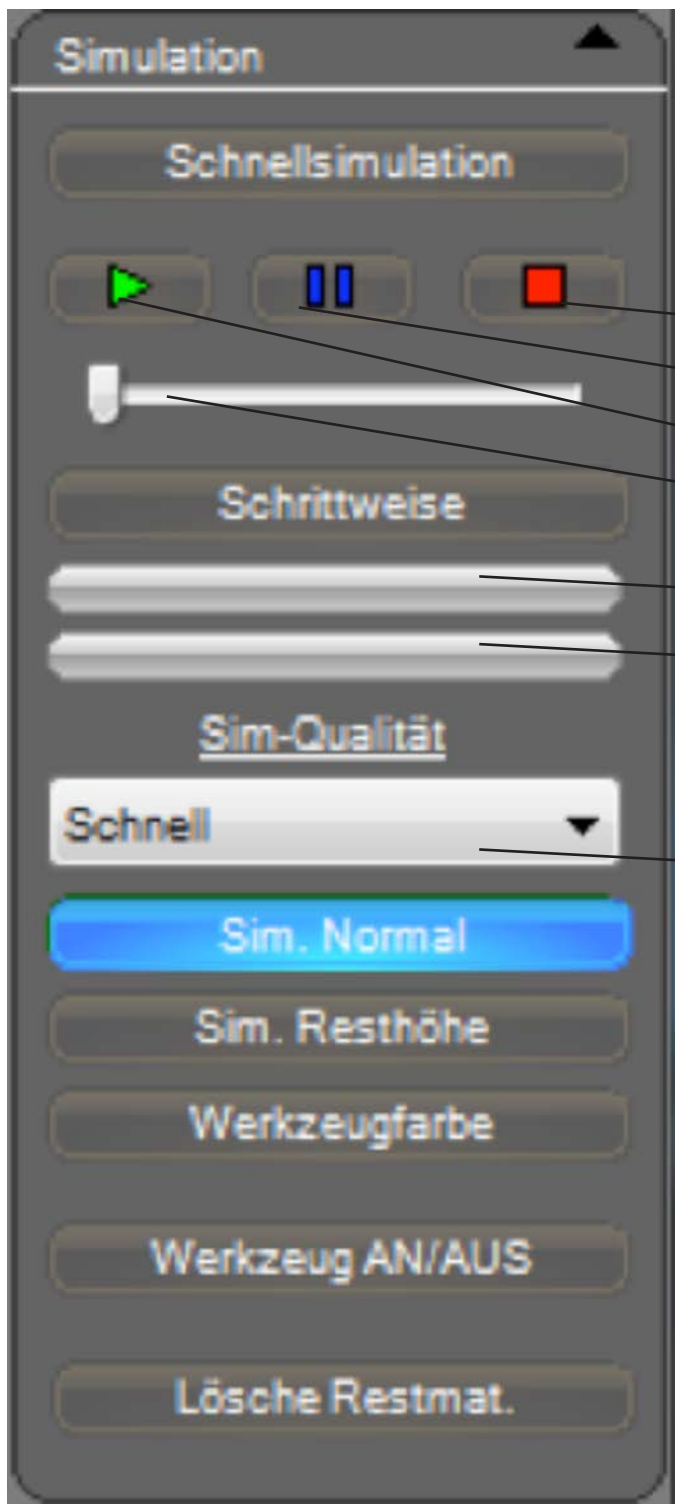 Simulation
Schnellsimulation
Schrittweise
Sim-Qualität
Schnell
Sim. Normal
Sim. Resthöhe
Werkzeugfarbe
Werkzeug AN/AUS
Lösche Restmat.